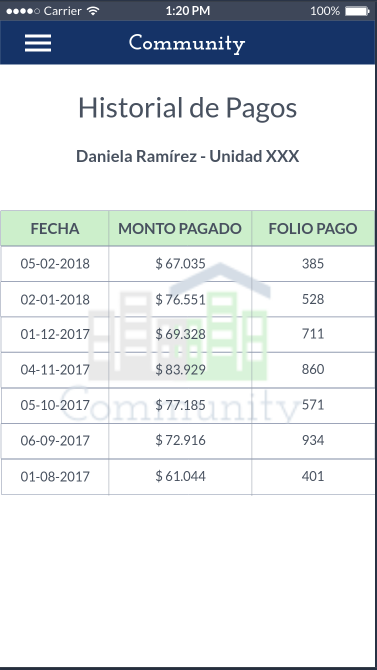 Carrier 1:20 PM 100%
Community
Historial de Pagos
Daniela Ramírez - Unidad XXX
FECHA MONTO PAGADO FOLIO PAGO
05-02-2018 $ 67.035 385
02-01-2018 $ 76.551 528
01-12-2017 $ 69.328 711
04-11-2017 $ 83.929 860
05-10-2017 $ 77.185 571
Community
06-09-2017 $ 72.916 934
01-08-2017 $ 61.044 401